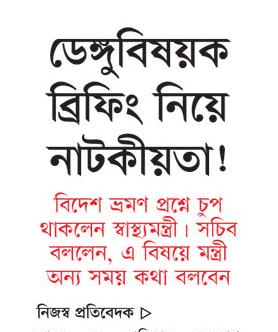 ডেঙ্গুবিষয়ক
ব্রিফিং নিয়ে
নাটকীয়তা!
বিদেশ ভ্রমণ প্রশ্নে চুপ
থাকলেন স্বাস্থ্যমন্ত্রী। সচিব
বললেন, এ বিষয়ে মন্ত্রী
অন্য সময় কথা বলবেন
নিজস্ব প্রতিবেদক ▷